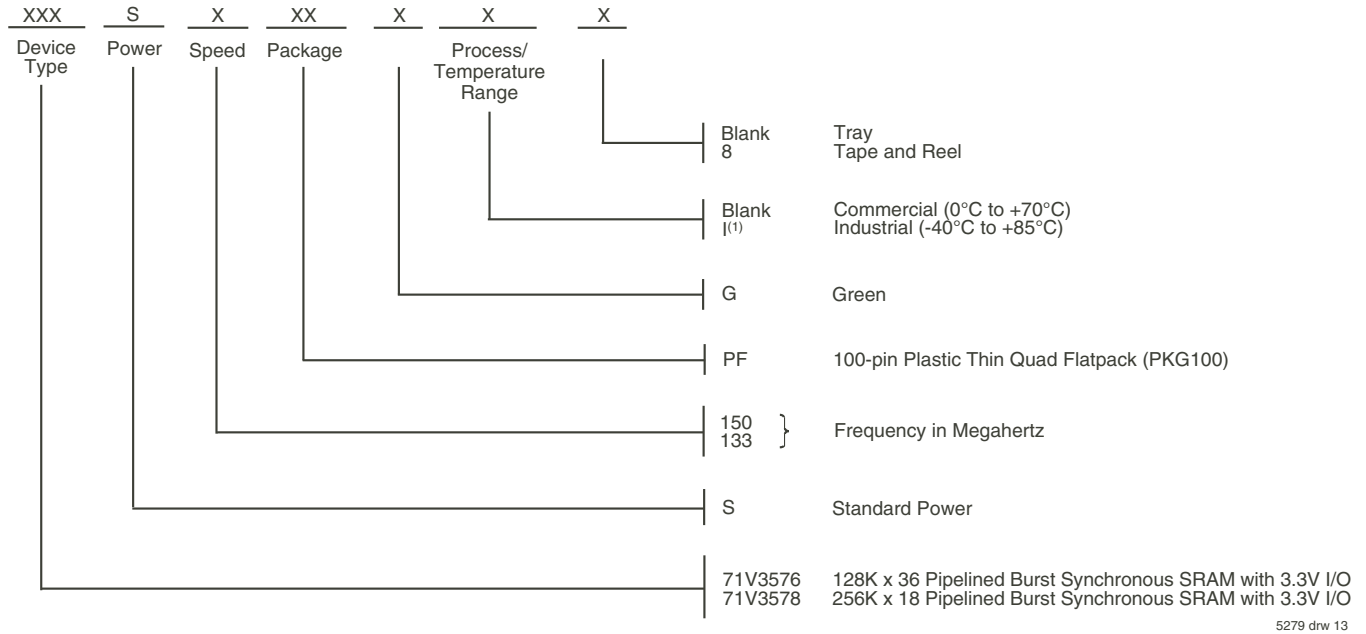 XXX S X XX X X X
Device Type Power Speed Package Process/ Temperature Range
Blank Tray
8 Tape and Reel
Blank Commercial (0°C to +70°C)
I(1) Industrial (-40°C to +85°C)
G Green
PF 100-pin Plastic Thin Quad Flatpack (PKG100)
150
133 } Frequency in Megahertz
S Standard Power
71V3576 128K x 36 Pipelined Burst Synchronous SRAM with 3.3V I/O
71V3578 256K x 18 Pipelined Burst Synchronous SRAM with 3.3V I/O
5279 drw 13